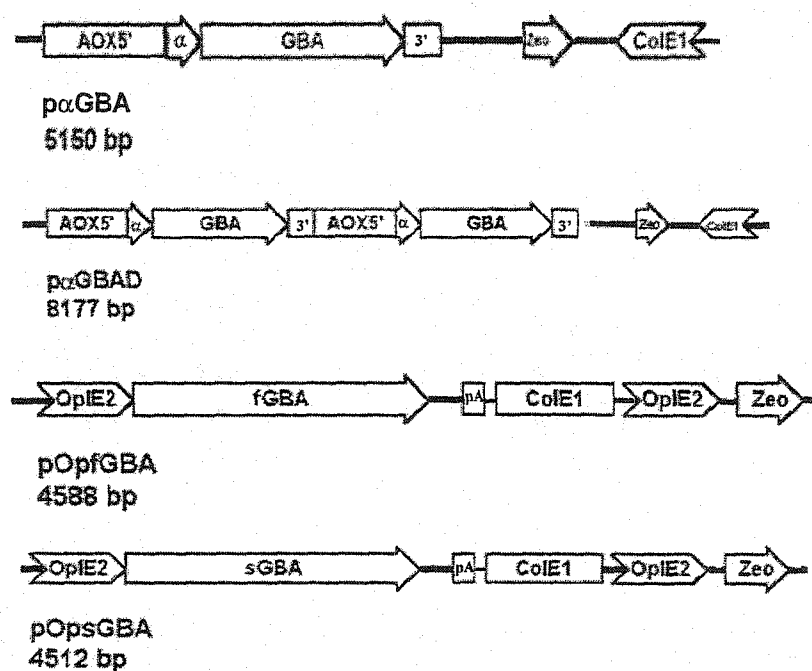 AOX5' α GBA 3' Zeo ColE1
pαGBA
5150 bp
AOX5' α GBA 3' AOX5' α GBA 3' Zeo ColE1
pαGBAD
8177 bp
OpIE2 fGBA pA ColE1 OpIE2 Zeo
pOpfGBA
4588 bp
OpIE2 sGBA pA ColE1 OpIE2 Zeo
pOpsGBA
4512 bp